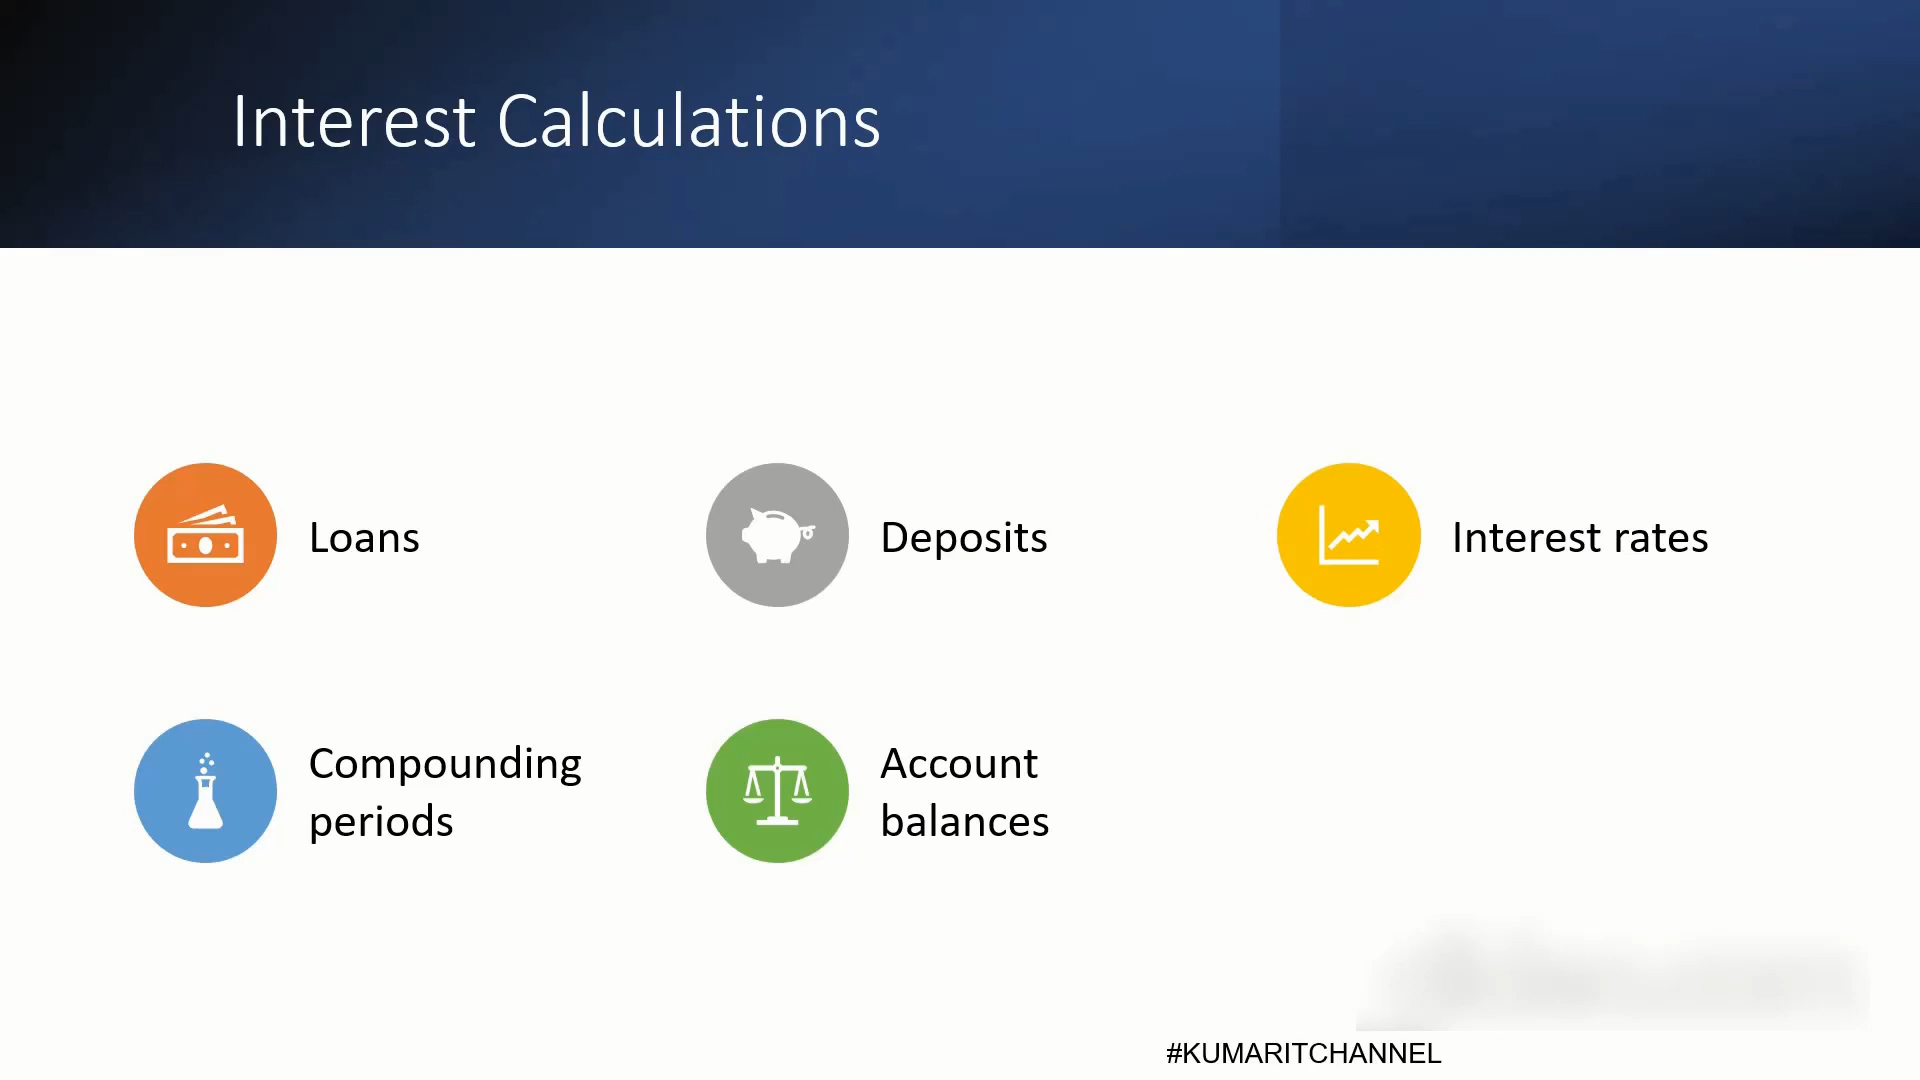 Interest Calculations
Loans
Deposits
Interest rates
Compounding
periods
Account
balances
#KUMARITCHANNEL